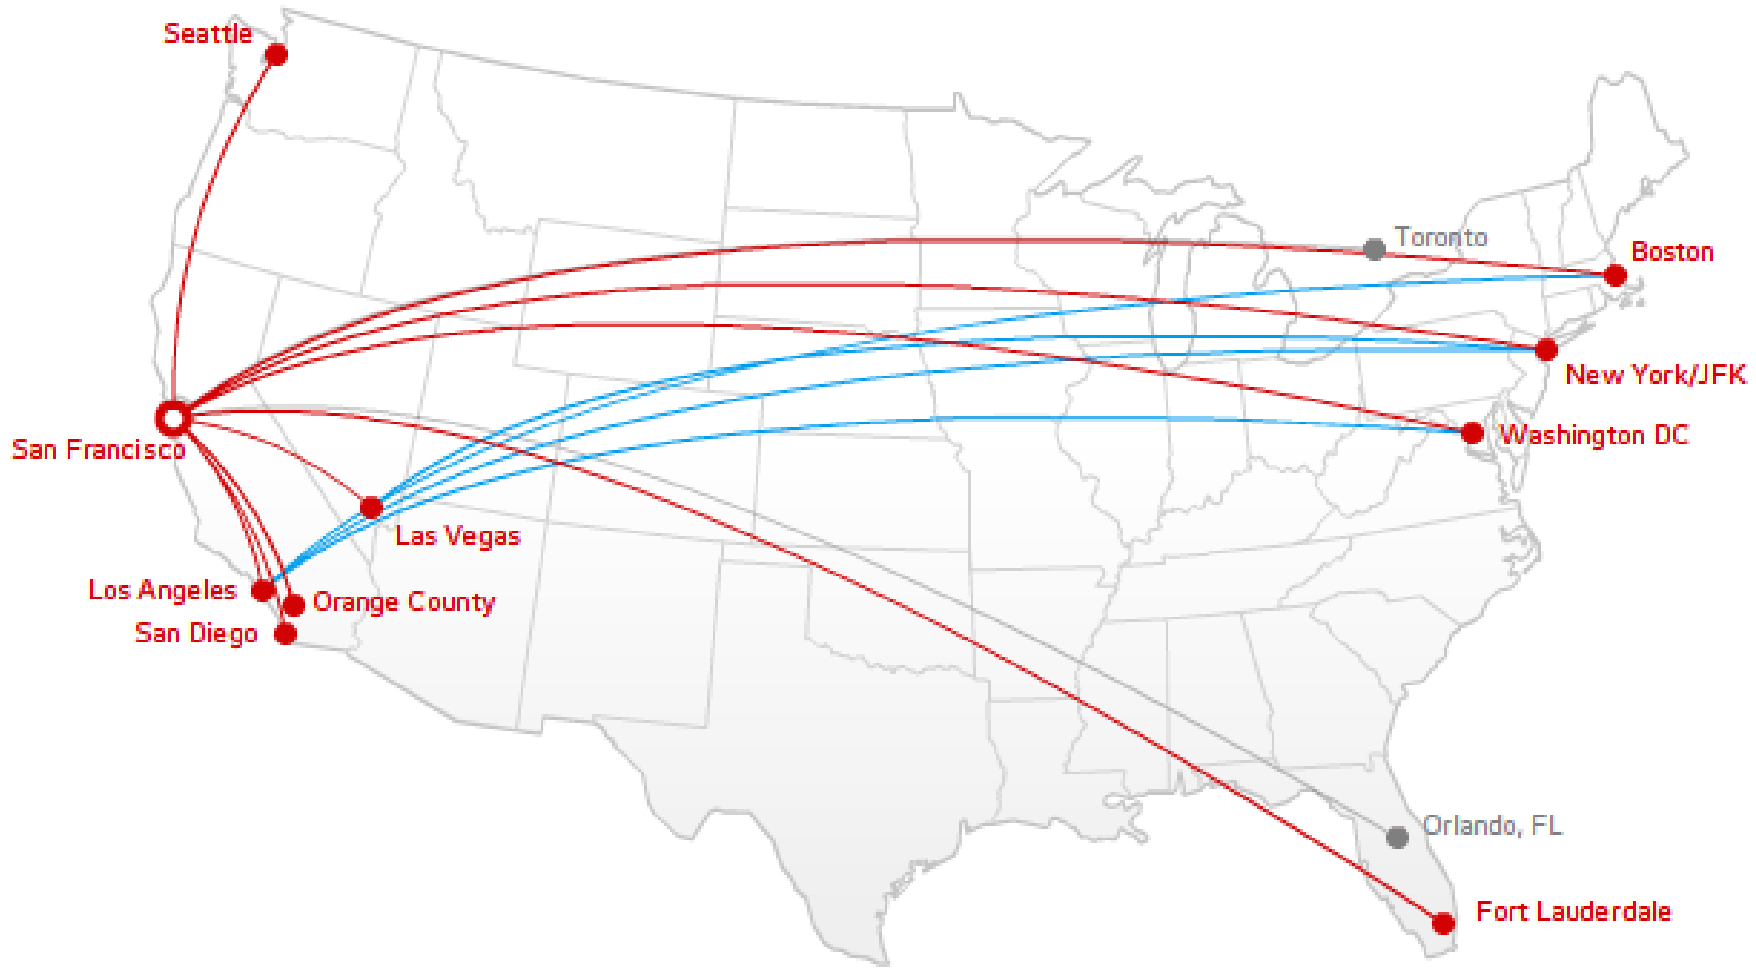 Seattle
Toronto
Boston
New York/JFK
San Francisco
Washington DC
Las Vegas
Los Angeles
Orange County
San Diego
Orlando, FL
Fort Lauderdale